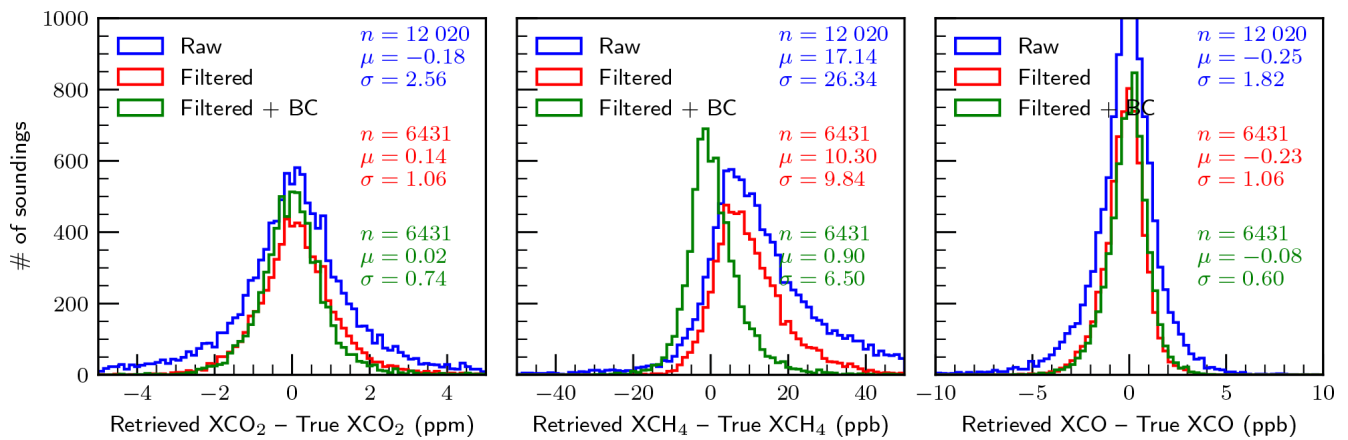 # of soundings
1000
800
600
400
200
0
Raw
Filtered
Filtered + BC
n = 12 020
μ = −0.18
σ = 2.56
n = 6431
μ = 0.14
σ = 1.06
n = 6431
μ = 0.02
σ = 0.74
−4 −2 0 2 4
Retrieved XCO₂ – True XCO₂ (ppm)
Raw
Filtered
Filtered + BC
n = 12 020
μ = 17.14
σ = 26.34
n = 6431
μ = 10.30
σ = 9.84
n = 6431
μ = 0.90
σ = 6.50
−40 −20 0 20 40
Retrieved XCH₄ – True XCH₄ (ppb)
Raw
Filtered
Filtered + BC
n = 12 020
μ = −0.25
σ = 1.82
n = 6431
μ = −0.23
σ = 1.06
n = 6431
μ = −0.08
σ = 0.60
−10 −5 0 5 10
Retrieved XCO – True XCO (ppb)